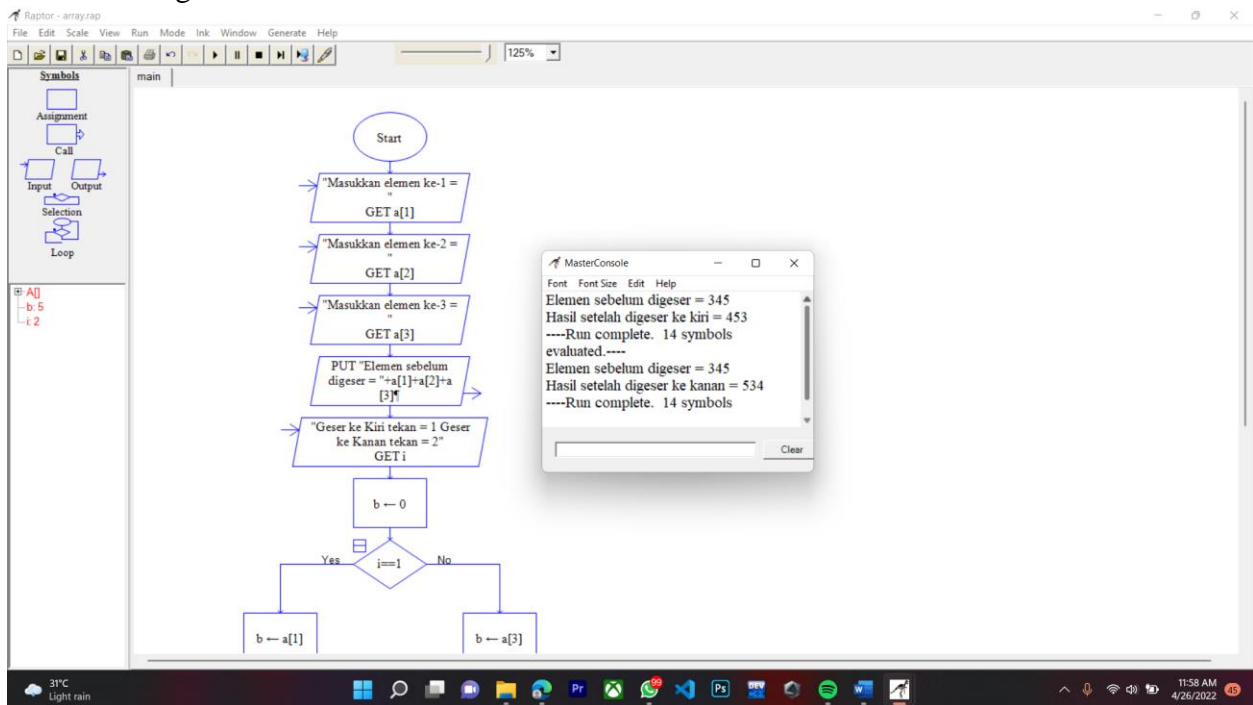 Raptor - array.rap
File Edit Scale View Run Mode Ink Window Generate Help
125%
Symbols
main
Assignment
Call
Input Output
Selection
Loop
A[]
b: 5
i: 2
Start
"Masukkan elemen ke-1 =
"
GET a[1]
"Masukkan elemen ke-2 =
"
GET a[2]
"Masukkan elemen ke-3 =
"
GET a[3]
PUT "Elemen sebelum
digeser = "+a[1]+a[2]+a
[3]¶
"Geser ke Kiri tekan = 1 Geser
ke Kanan tekan = 2"
GET i
b ← 0
Yes i==1 No
b ← a[1]
b ← a[3]
MasterConsole
Font Font Size Edit Help
Elemen sebelum digeser = 345
Hasil setelah digeser ke kiri = 453
----Run complete. 14 symbols
evaluated.----
Elemen sebelum digeser = 345
Hasil setelah digeser ke kanan = 534
----Run complete. 14 symbols
Clear
31°C
Light rain
Pr
99
Ps
11:58 AM
4/26/2022
45